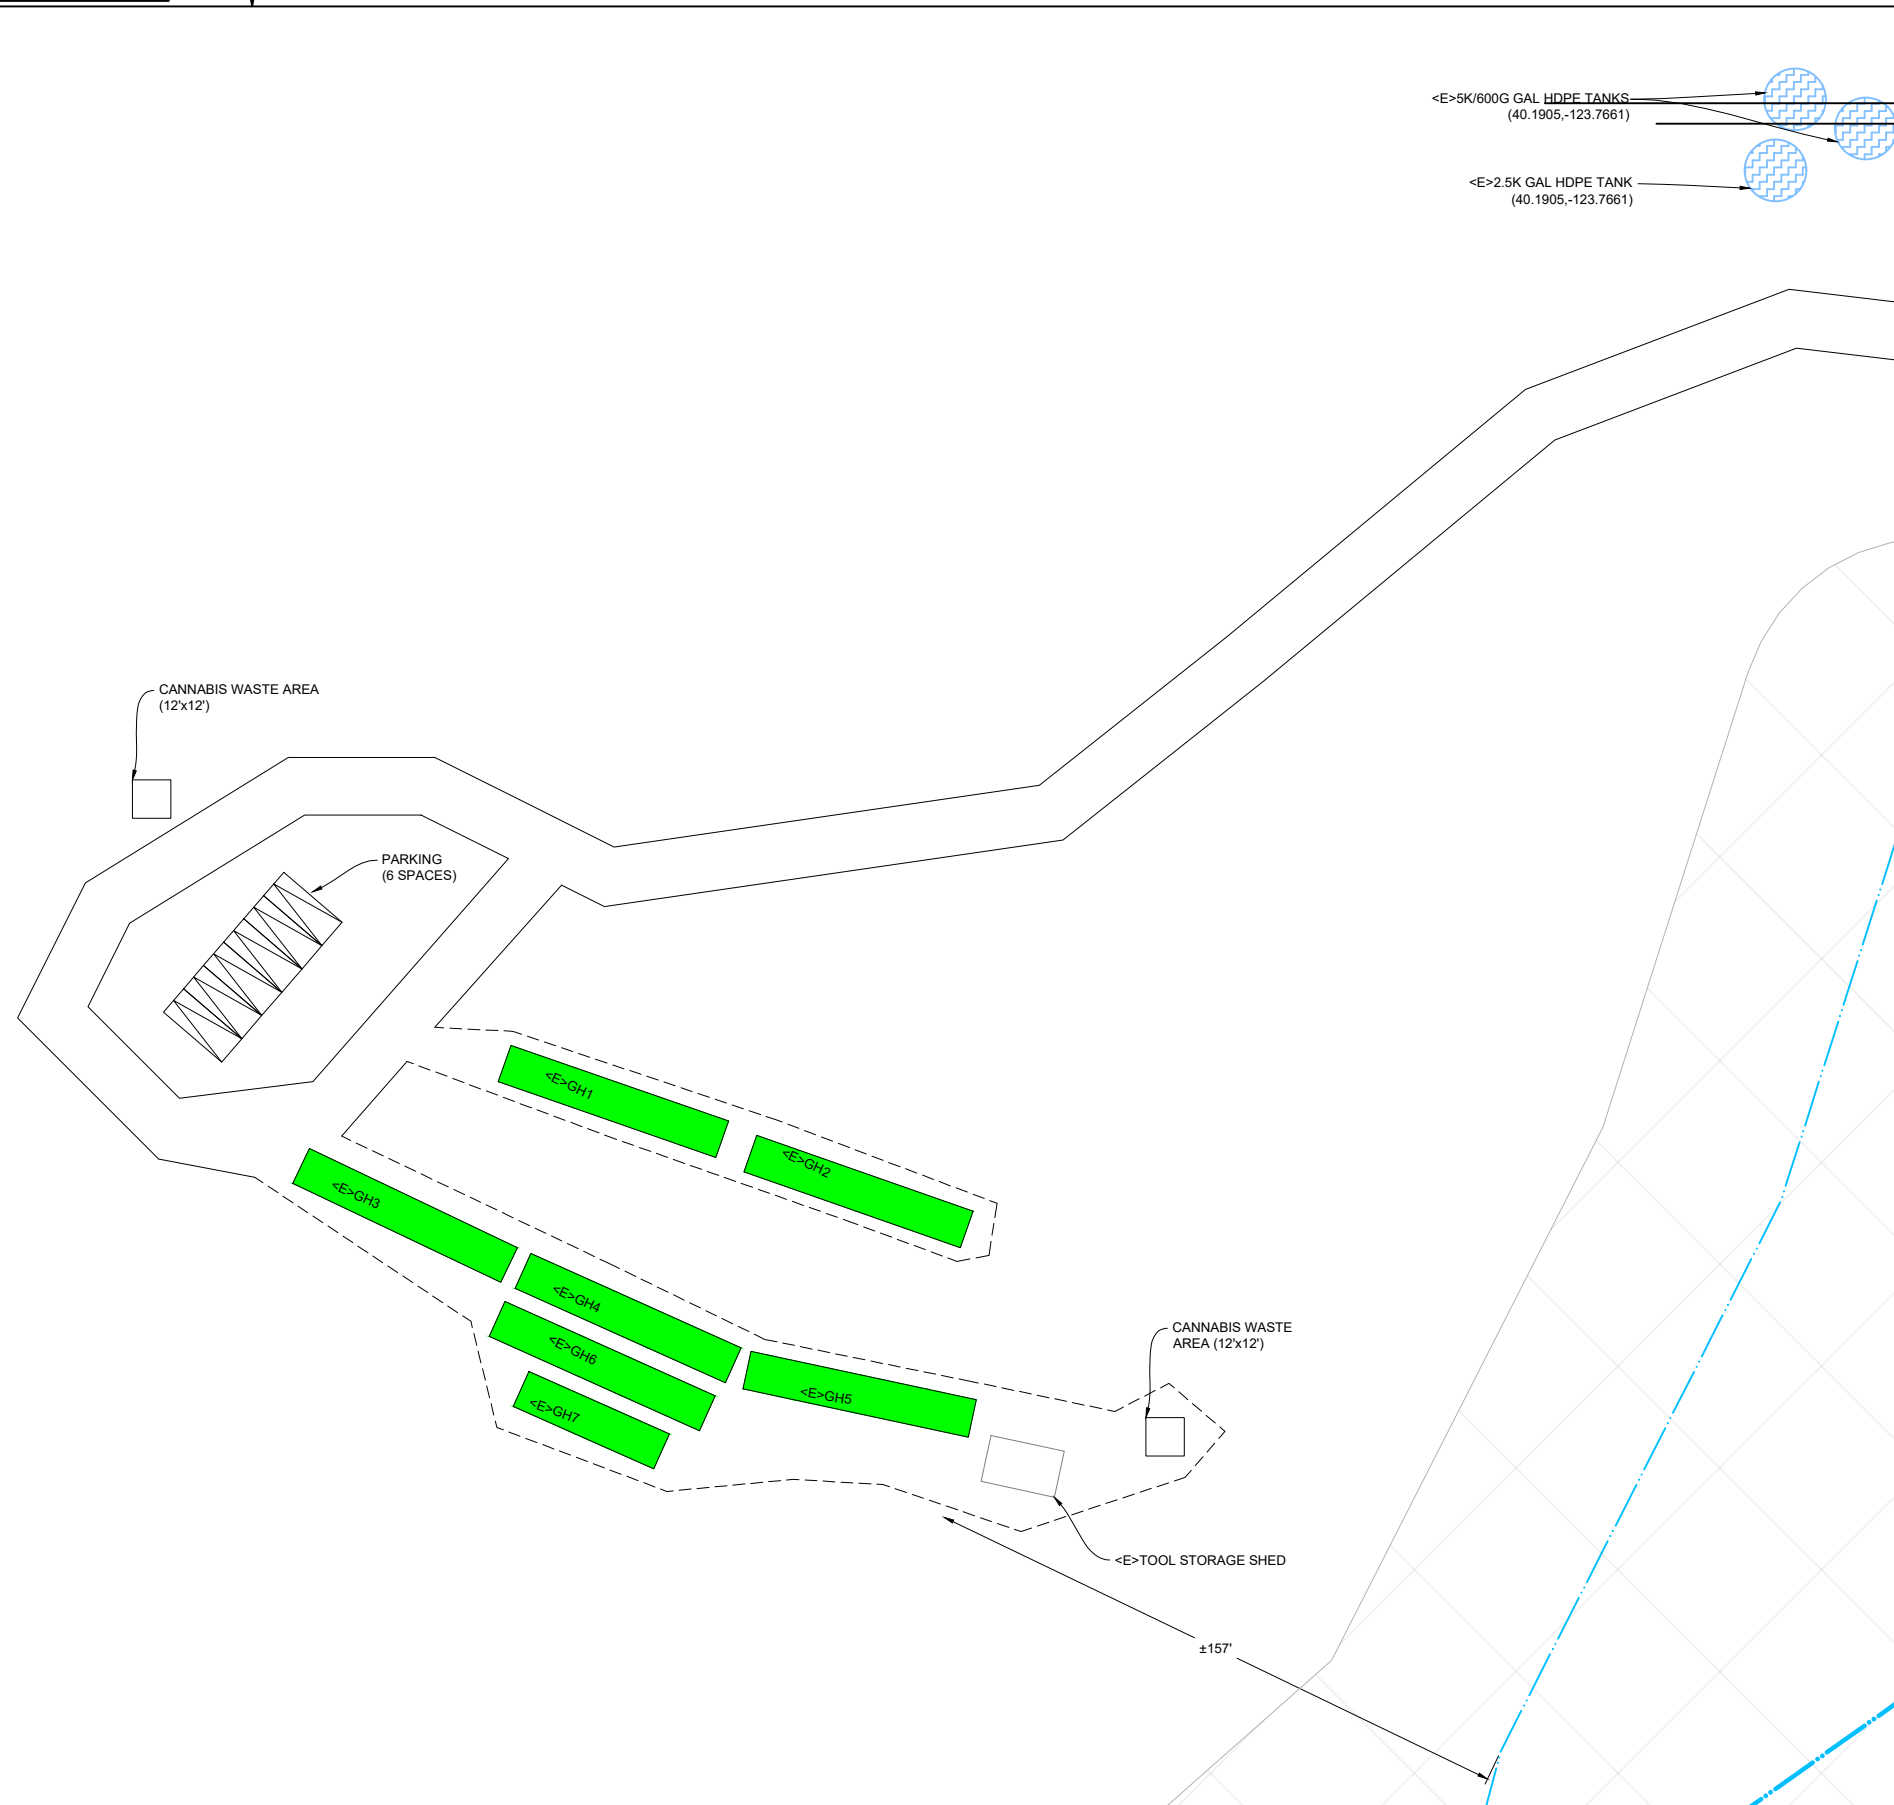 <E>5K/600G GAL HDPE TANKS
(40.1905,-123.7661)
<E>2.5K GAL HDPE TANK
(40.1905,-123.7661)
CANNABIS WASTE AREA
(12'x12')
PARKING
(6 SPACES)
<E>GH1
<E>GH2
<E>GH3
<E>GH4
<E>GH6
<E>GH5
<E>GH7
CANNABIS WASTE
AREA (12'x12')
<E>TOOL STORAGE SHED
±157'